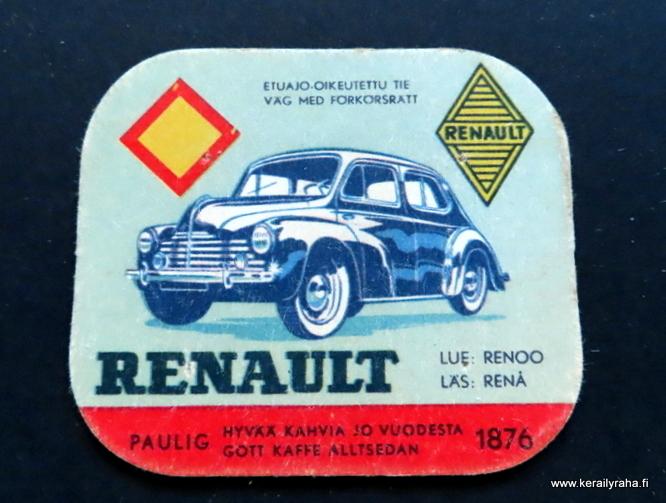 ETUAJO-OIKEUTETTU TIE
VÄG MED FÖRKÖRSRÄTT
RENAULT
RENAULT
LUE: RENOO
LÄS: RENÅ
PAULIG HYVÄÄ KAHVIA JO VUODESTA 1876
GOTT KAFFE ALLTSEDAN
www.kerailyraha.fi